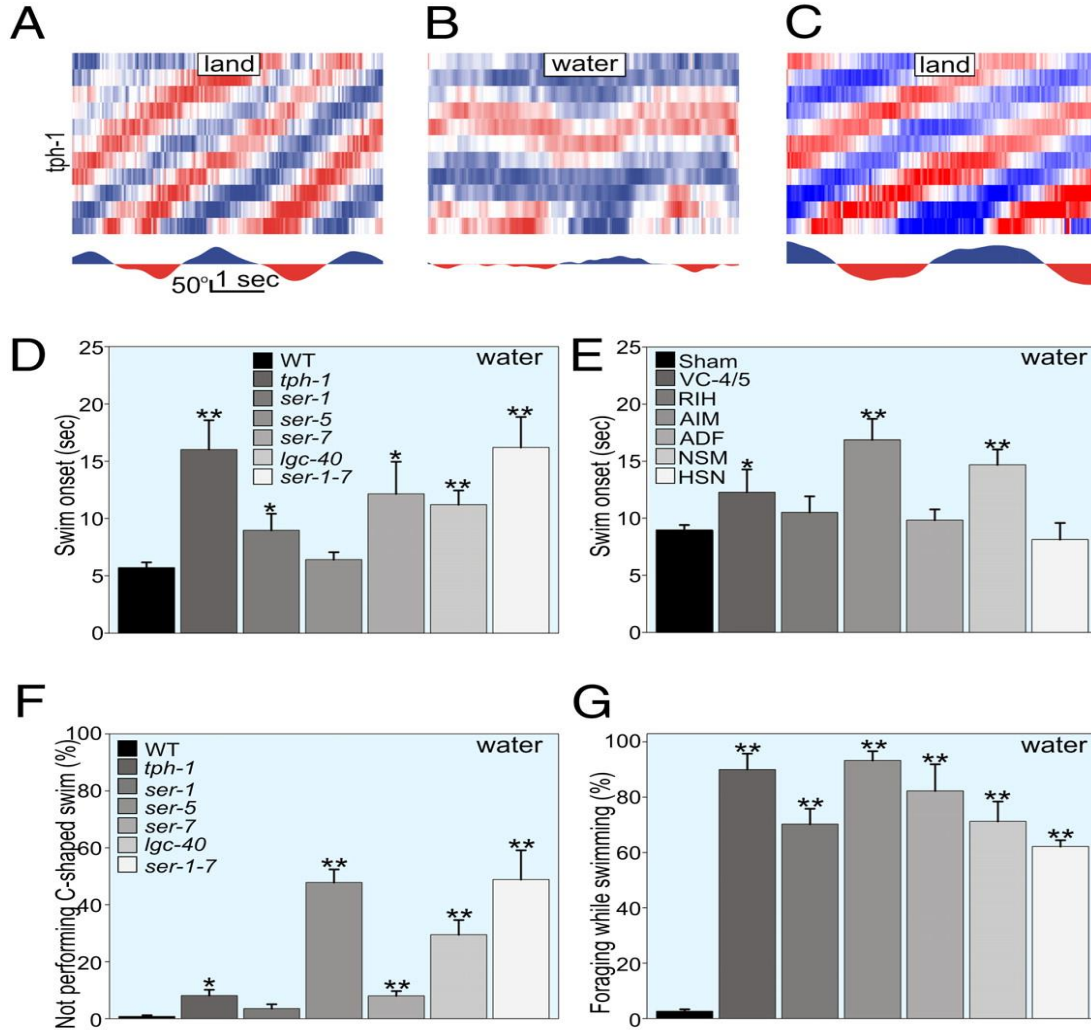 A
B
C
land
water
land
tph-1
50° 1 sec
D
25
20
15
10
5
0
Swim onset (sec)
water
WT
tph-1
ser-1
ser-5
ser-7
lgc-40
ser-1-7
**
*
*
**
**
E
25
20
15
10
5
0
Swim onset (sec)
water
Sham
VC-4/5
RIH
AIM
ADF
NSM
HSN
*
**
**
F
100
80
60
40
20
0
Not performing C-shaped swim (%)
water
WT
tph-1
ser-1
ser-5
ser-7
lgc-40
ser-1-7
*
**
**
**
**
G
100
80
60
40
20
0
Foraging while swimming (%)
water
**
**
**
**
**
**